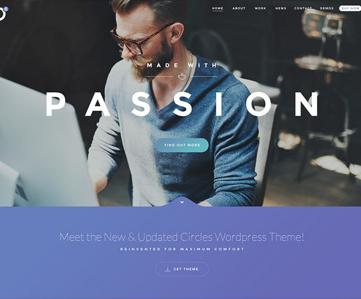 HOME ABOUT WORK NEWS CONTACT DEMOS BUY NOW
MADE WITH
PASSION
FIND OUT MORE
Meet the New & Updated Circles Wordpress Theme!
REINVENTED FOR MAXIMUM COMFORT
GET THEME